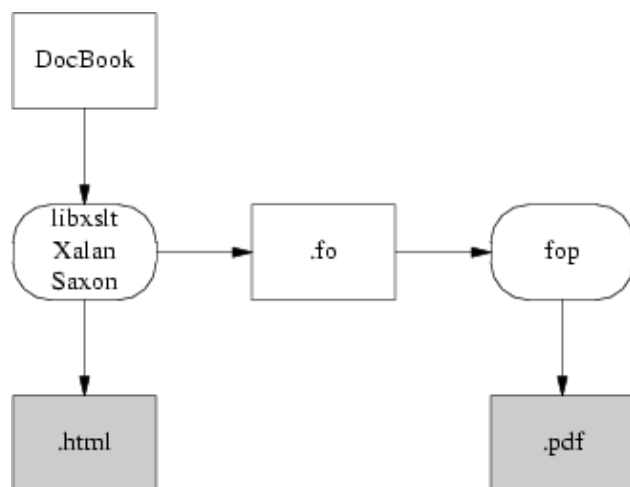 DocBook
libxslt
Xalan
Saxon
.fo
fop
.html
.pdf